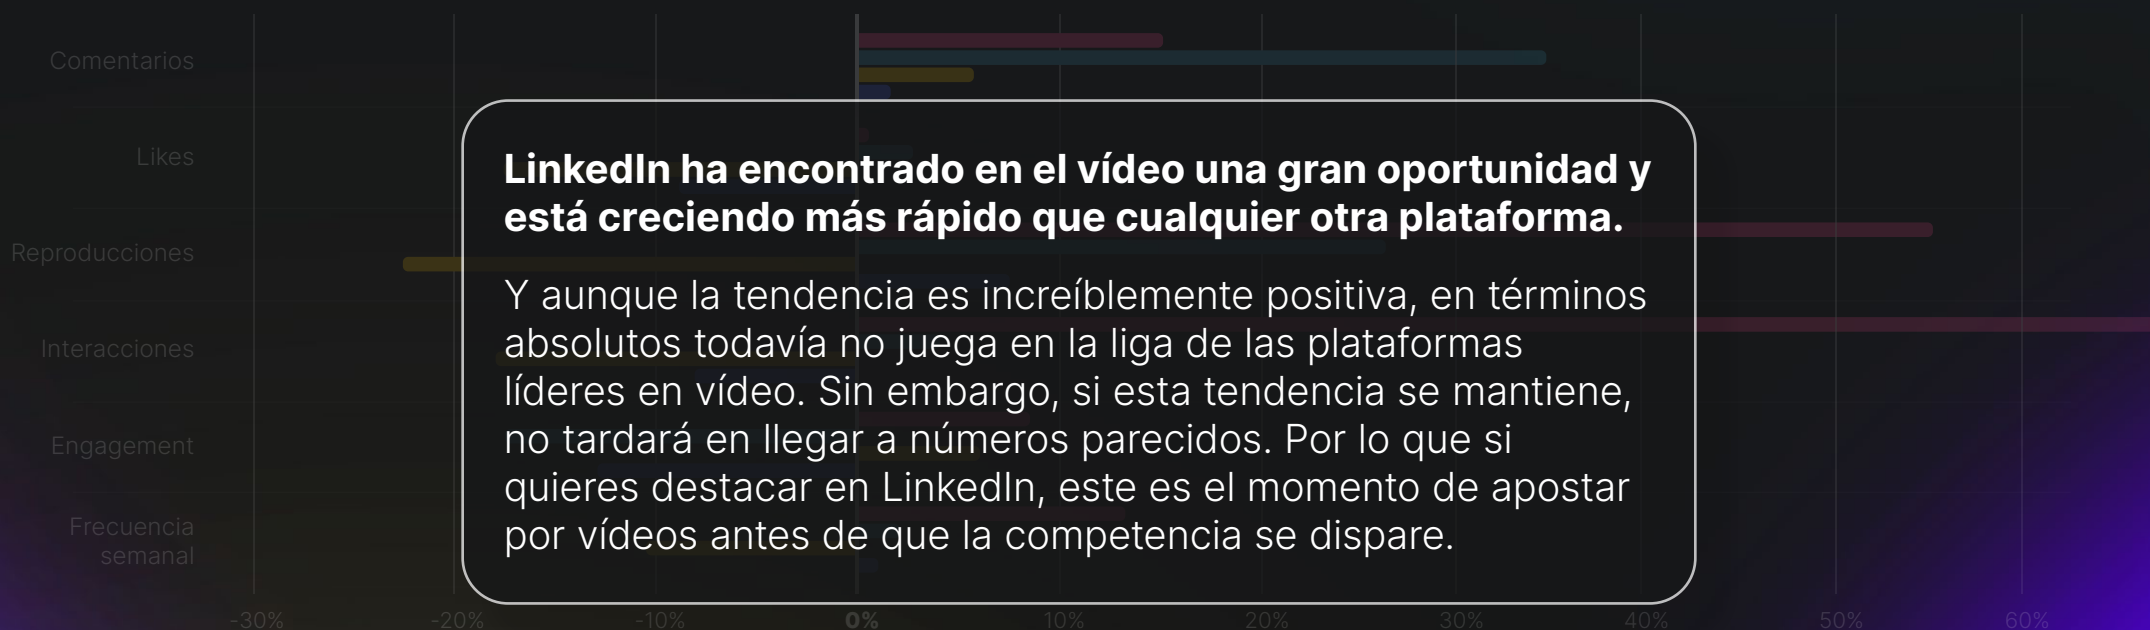 Comentarios
Likes
Reproducciones
Interacciones
Engagement
Frecuencia
semanal
LinkedIn ha encontrado en el vídeo una gran oportunidad y
está creciendo más rápido que cualquier otra plataforma.
Y aunque la tendencia es increíblemente positiva, en términos
absolutos todavía no juega en la liga de las plataformas
líderes en vídeo. Sin embargo, si esta tendencia se mantiene,
no tardará en llegar a números parecidos. Por lo que si
quieres destacar en LinkedIn, este es el momento de apostar
por vídeos antes de que la competencia se dispare.
-30% -20% -10% 0% 10% 20% 30% 40% 50% 60%